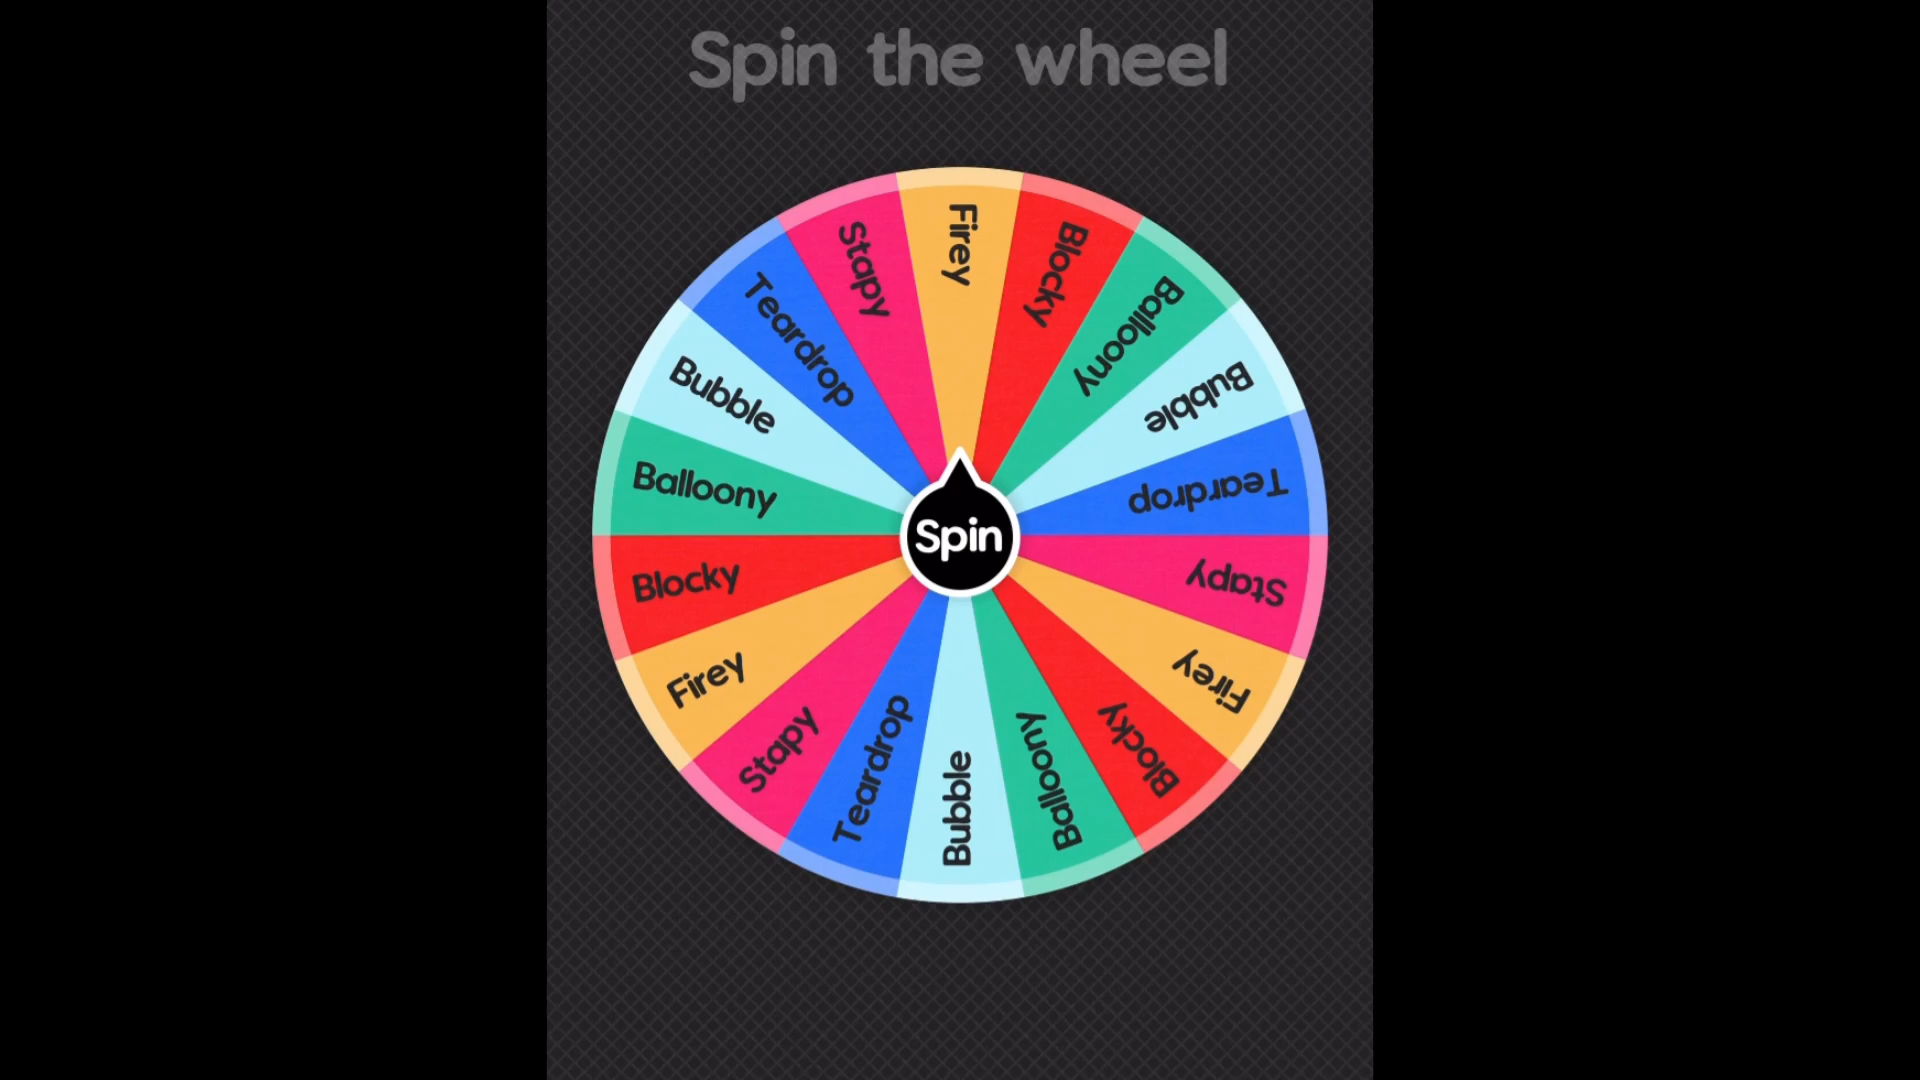 Spin the wheel
Firey
Blocky
Balloony
Bubble
Teardrop
Stapy
Firey
Blocky
Balloony
Bubble
Teardrop
Stapy
Firey
Blocky
Balloony
Bubble
Teardrop
Stapy
Spin